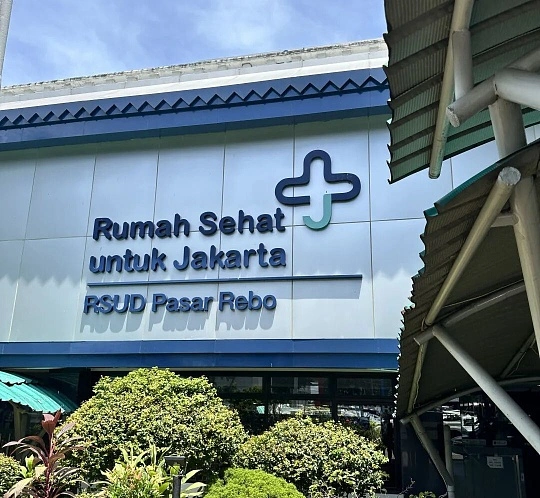 Rumah Sehat
untuk Jakarta
RSUD Pasar Rebo